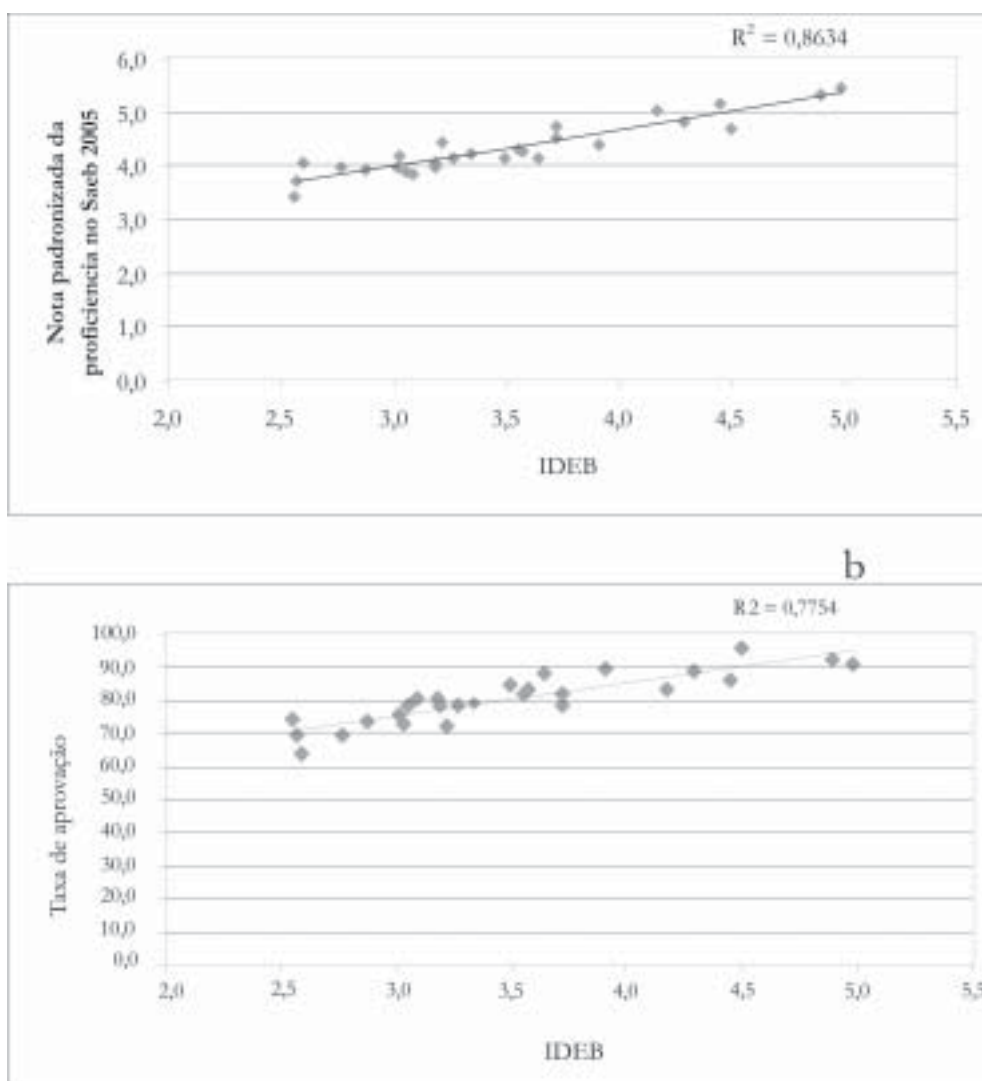 R² = 0,8634
6,0
5,0
4,0
3,0
2,0
1,0
0,0
Nota padronizada da
proficiencia no Saeb 2005
2,0 2,5 3,0 3,5 4,0 4,5 5,0 5,5
IDEB
b
R2 = 0,7754
100,0
90,0
80,0
70,0
60,0
50,0
40,0
30,0
20,0
10,0
0,0
Taxa de aprovação
2,0 2,5 3,0 3,5 4,0 4,5 5,0 5,5
IDEB